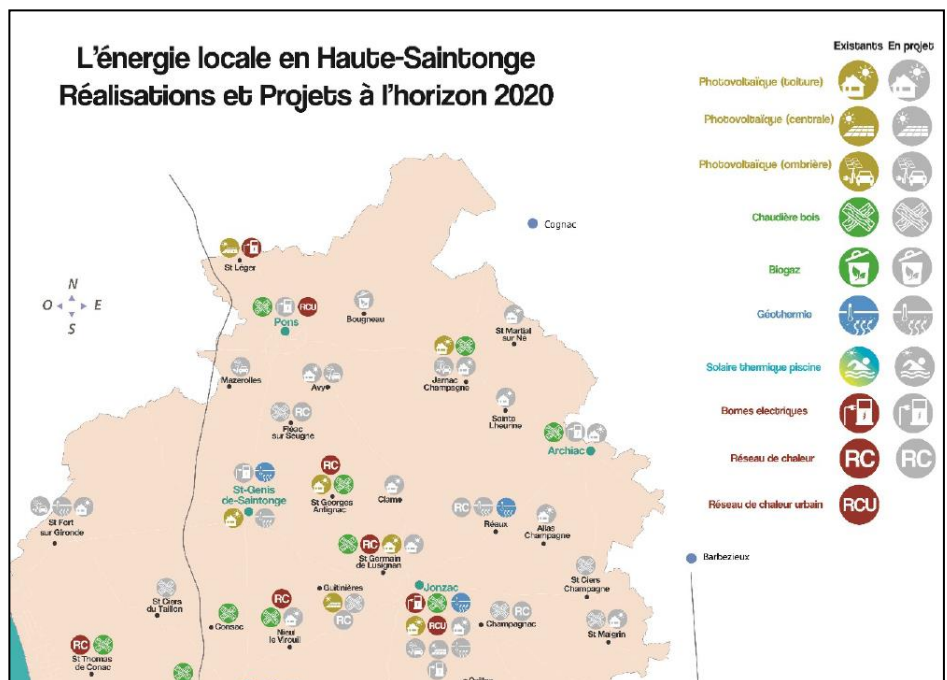 L'énergie locale en Haute-Saintonge
Réalisations et Projets à l'horizon 2020
Existants En projet
Photovoltaïque (toiture)
Photovoltaïque (centrale)
Photovoltaïque (ombrière)
Chaudière bois
Biogaz
Géothermie
Solaire thermique piscine
Bornes electriques
Réseau de chaleur
RC RC
Réseau de chaleur urbain
RCU
N
O E
S
Cognac
St Léger
RCU
Pons
Bougneau
St Martial
sur Né
Mazerolles
Avy
Jarnac
Champagne
RC
Fléac
sur Seugne
Sainte
Lheurine
Archiac
St-Genis
de-Saintonge
RC
St Georges
Antignac
Clam
RC
Réaux
Allas
Champagne
St Fort
sur Gironde
RC
St Germain
de Lusignan
Barbezieux
St Ciers
Champagne
St Ciers
du Taillon
Guitinières
RC
Jonzac
RCU
RC
Champagnac
St Maigrin
Consac
RC
Nieul
le Virouil
RC
St Thomas
de Conac